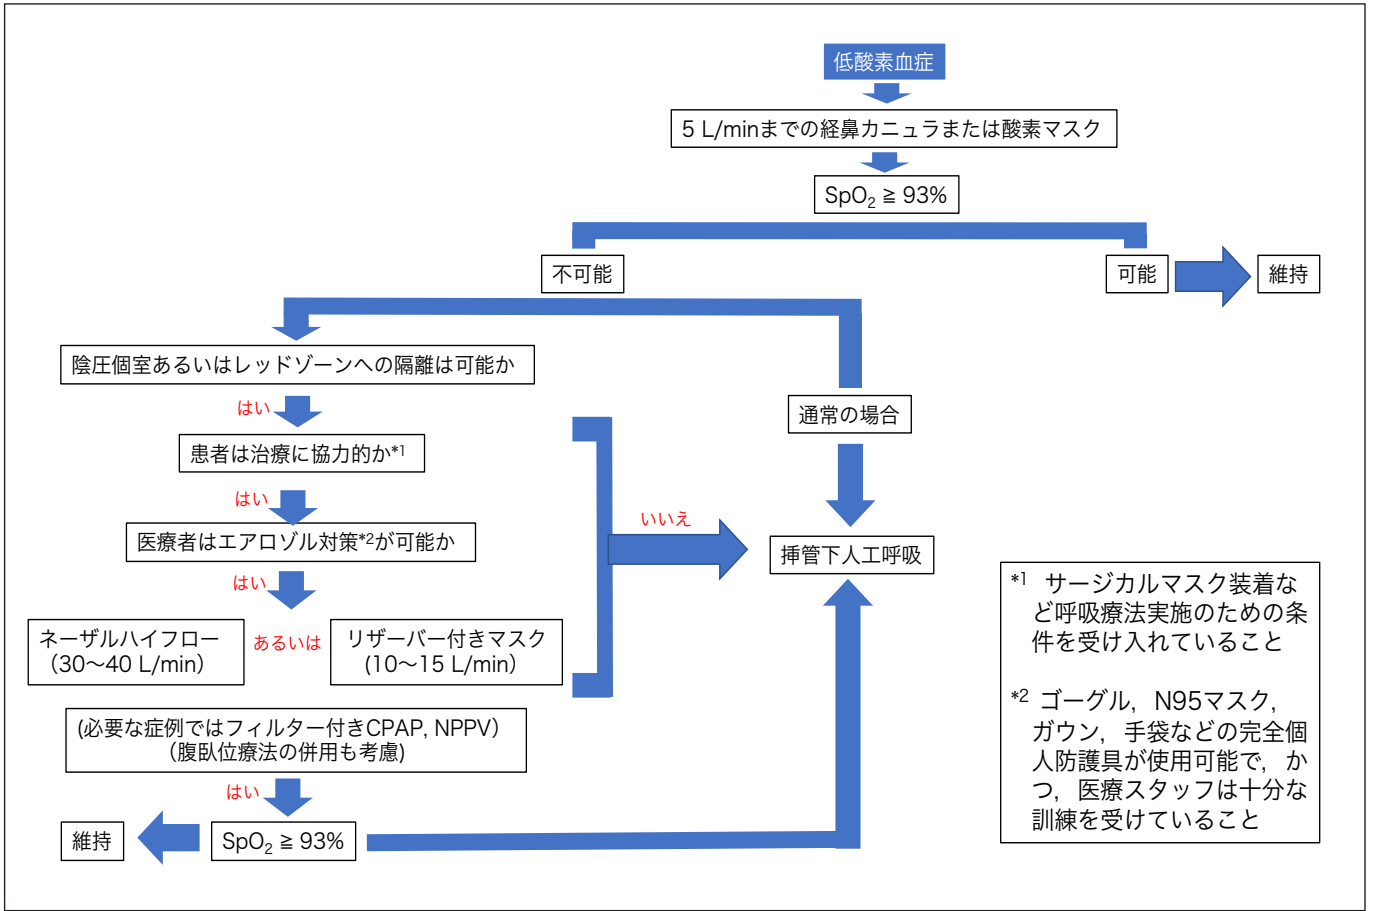 低酸素血症
5 L/minまでの経鼻カニュラまたは酸素マスク
SpO₂ ≧ 93%
不可能
可能
維持
陰圧個室あるいはレッドゾーンへの隔離は可能か
はい
通常の場合
患者は治療に協力的か*1
はい
医療者はエアロゾル対策*2が可能か
いいえ
挿管下人工呼吸
はい
ネーザルハイフロー
（30〜40 L/min）
あるいは
リザーバー付きマスク
(10〜15 L/min）
(必要な症例ではフィルター付きCPAP, NPPV）
（腹臥位療法の併用も考慮)
はい
維持
SpO₂ ≧ 93%
*1 サージカルマスク装着な
ど呼吸療法実施のための条
件を受け入れていること
*2 ゴーグル，N95マスク，
ガウン，手袋などの完全個
人防護具が使用可能で，か
つ，医療スタッフは十分な
訓練を受けていること